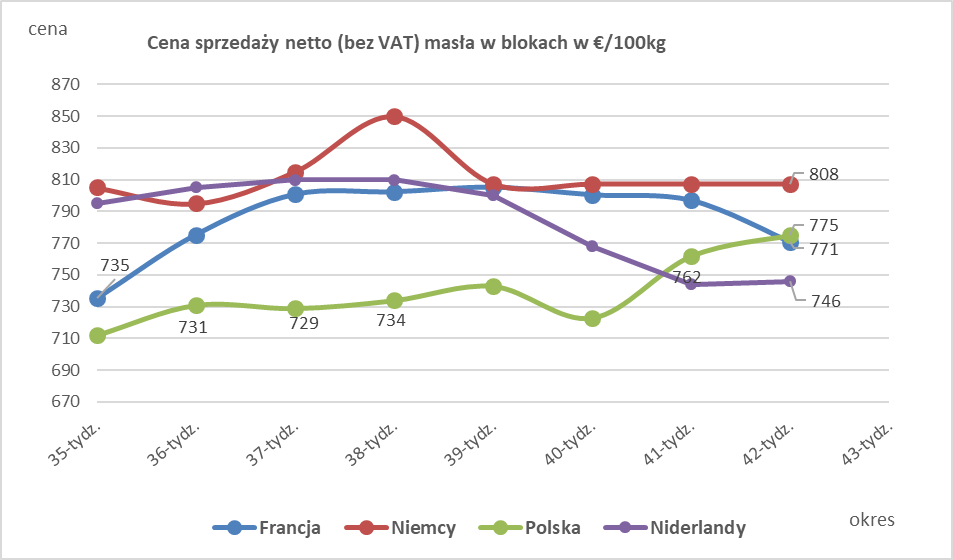 cena
Cena sprzedaży netto (bez VAT) masła w blokach w €/100kg
870
850
830
810
790
770
750
730
710
690
670
735
731
729
734
762
808
775
771
746
35-tydz.
36-tydz.
37-tydz.
38-tydz.
39-tydz.
40-tydz.
41-tydz.
42-tydz.
43-tydz.
okres
Francja Niemcy Polska Niderlandy